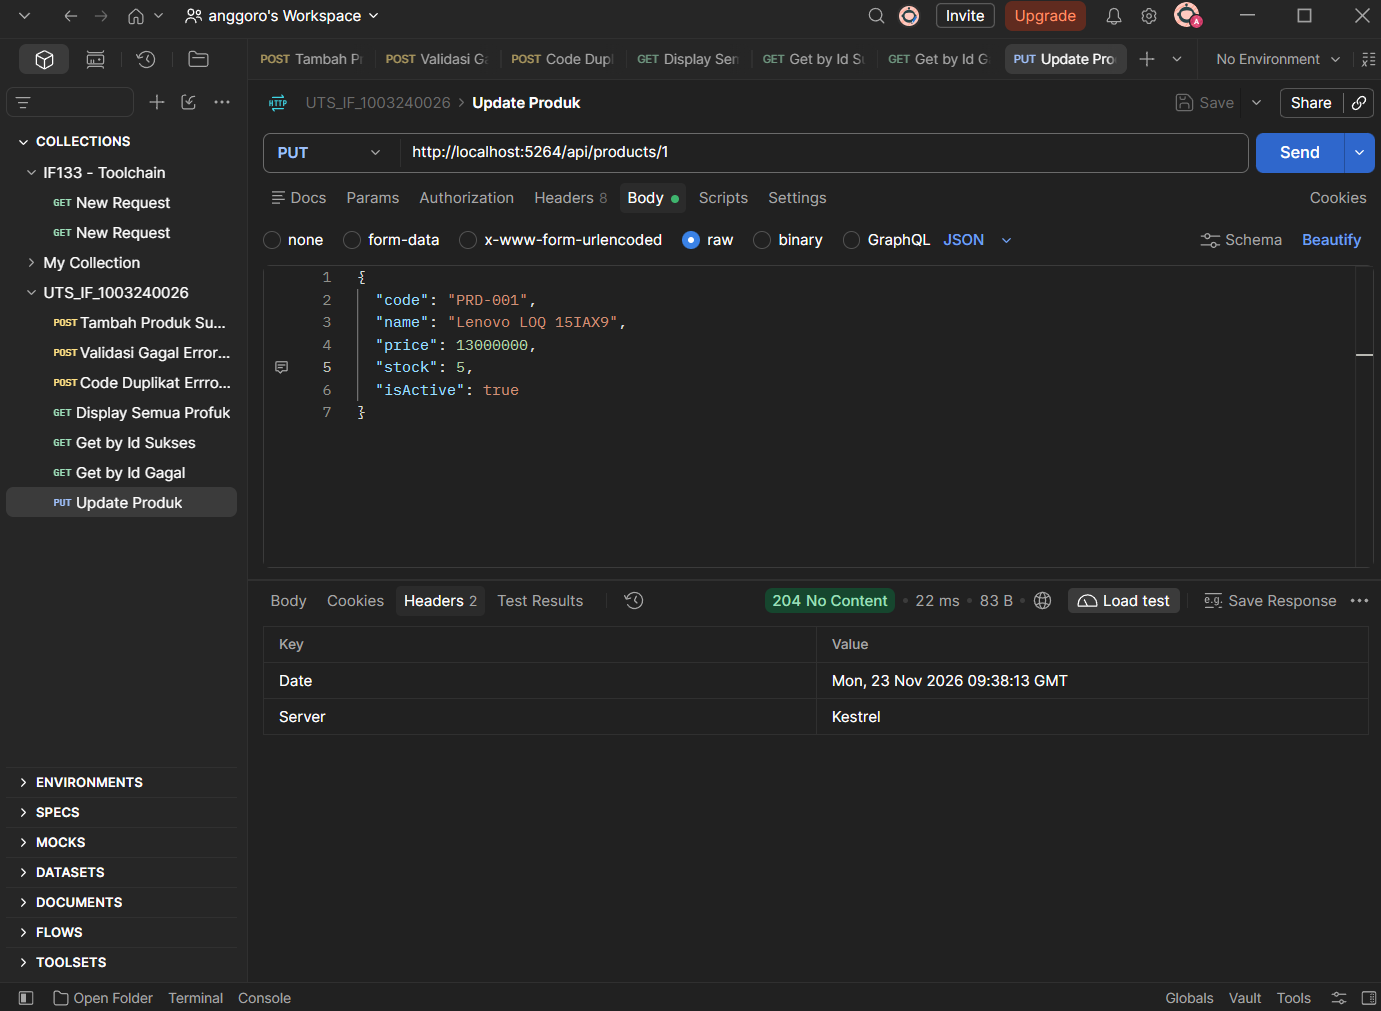 anggoro's Workspace
Invite
Upgrade
POST Tambah Pr
POST Validasi Ga
POST Code Dupl
GET Display Sem
GET Get by Id Su
GET Get by Id G
PUT Update Pro
No Environment
HTTP UTS_IF_1003240026 > Update Produk
Save
Share
COLLECTIONS
IF133 - Toolchain
GET New Request
GET New Request
My Collection
UTS_IF_1003240026
POST Tambah Produk Su...
POST Validasi Gagal Error...
POST Code Duplikat Errro...
GET Display Semua Profuk
GET Get by Id Sukses
GET Get by Id Gagal
PUT Update Produk
ENVIRONMENTS
SPECS
MOCKS
DATASETS
DOCUMENTS
FLOWS
TOOLSETS
PUT
http://localhost:5264/api/products/1
Send
Docs
Params
Authorization
Headers 8
Body
Scripts
Settings
Cookies
none
form-data
x-www-form-urlencoded
raw
binary
GraphQL
JSON
Schema
Beautify
1 {
2 "code": "PRD-001",
3 "name": "Lenovo LOQ 15IAX9",
4 "price": 13000000,
5 "stock": 5,
6 "isActive": true
7 }
Body
Cookies
Headers 2
Test Results
204 No Content
22 ms
83 B
Load test
e.g. Save Response
Key Value
Date Mon, 23 Nov 2026 09:38:13 GMT
Server Kestrel
Open Folder
Terminal
Console
Globals
Vault
Tools
A